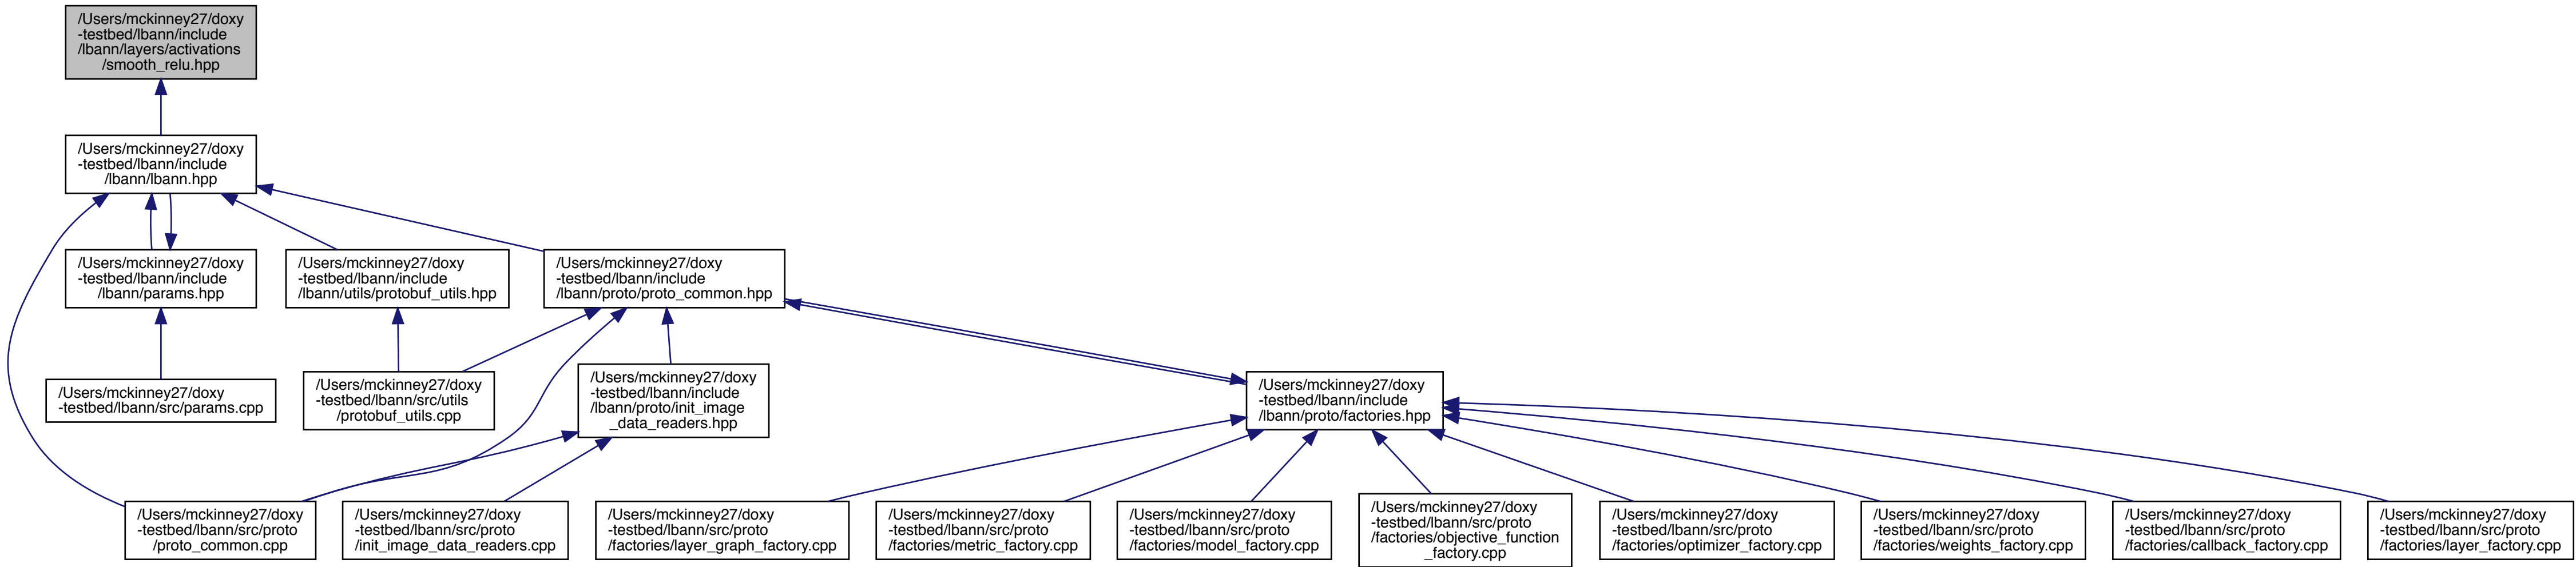 /Users/mckinney27/doxy
-testbed/lbann/include
/lbann/layers/activations
/smooth_relu.hpp
/Users/mckinney27/doxy
-testbed/lbann/include
/lbann/lbann.hpp
/Users/mckinney27/doxy
-testbed/lbann/include
/lbann/params.hpp
/Users/mckinney27/doxy
-testbed/lbann/include
/lbann/utils/protobuf_utils.hpp
/Users/mckinney27/doxy
-testbed/lbann/include
/lbann/proto/proto_common.hpp
/Users/mckinney27/doxy
-testbed/lbann/src/params.cpp
/Users/mckinney27/doxy
-testbed/lbann/src/utils
/protobuf_utils.cpp
/Users/mckinney27/doxy
-testbed/lbann/include
/lbann/proto/init_image
_data_readers.hpp
/Users/mckinney27/doxy
-testbed/lbann/include
/lbann/proto/factories.hpp
/Users/mckinney27/doxy
-testbed/lbann/src/proto
/proto_common.cpp
/Users/mckinney27/doxy
-testbed/lbann/src/proto
/init_image_data_readers.cpp
/Users/mckinney27/doxy
-testbed/lbann/src/proto
/factories/layer_graph_factory.cpp
/Users/mckinney27/doxy
-testbed/lbann/src/proto
/factories/metric_factory.cpp
/Users/mckinney27/doxy
-testbed/lbann/src/proto
/factories/model_factory.cpp
/Users/mckinney27/doxy
-testbed/lbann/src/proto
/factories/objective_function
_factory.cpp
/Users/mckinney27/doxy
-testbed/lbann/src/proto
/factories/optimizer_factory.cpp
/Users/mckinney27/doxy
-testbed/lbann/src/proto
/factories/weights_factory.cpp
/Users/mckinney27/doxy
-testbed/lbann/src/proto
/factories/callback_factory.cpp
/Users/mckinney27/doxy
-testbed/lbann/src/proto
/factories/layer_factory.cpp